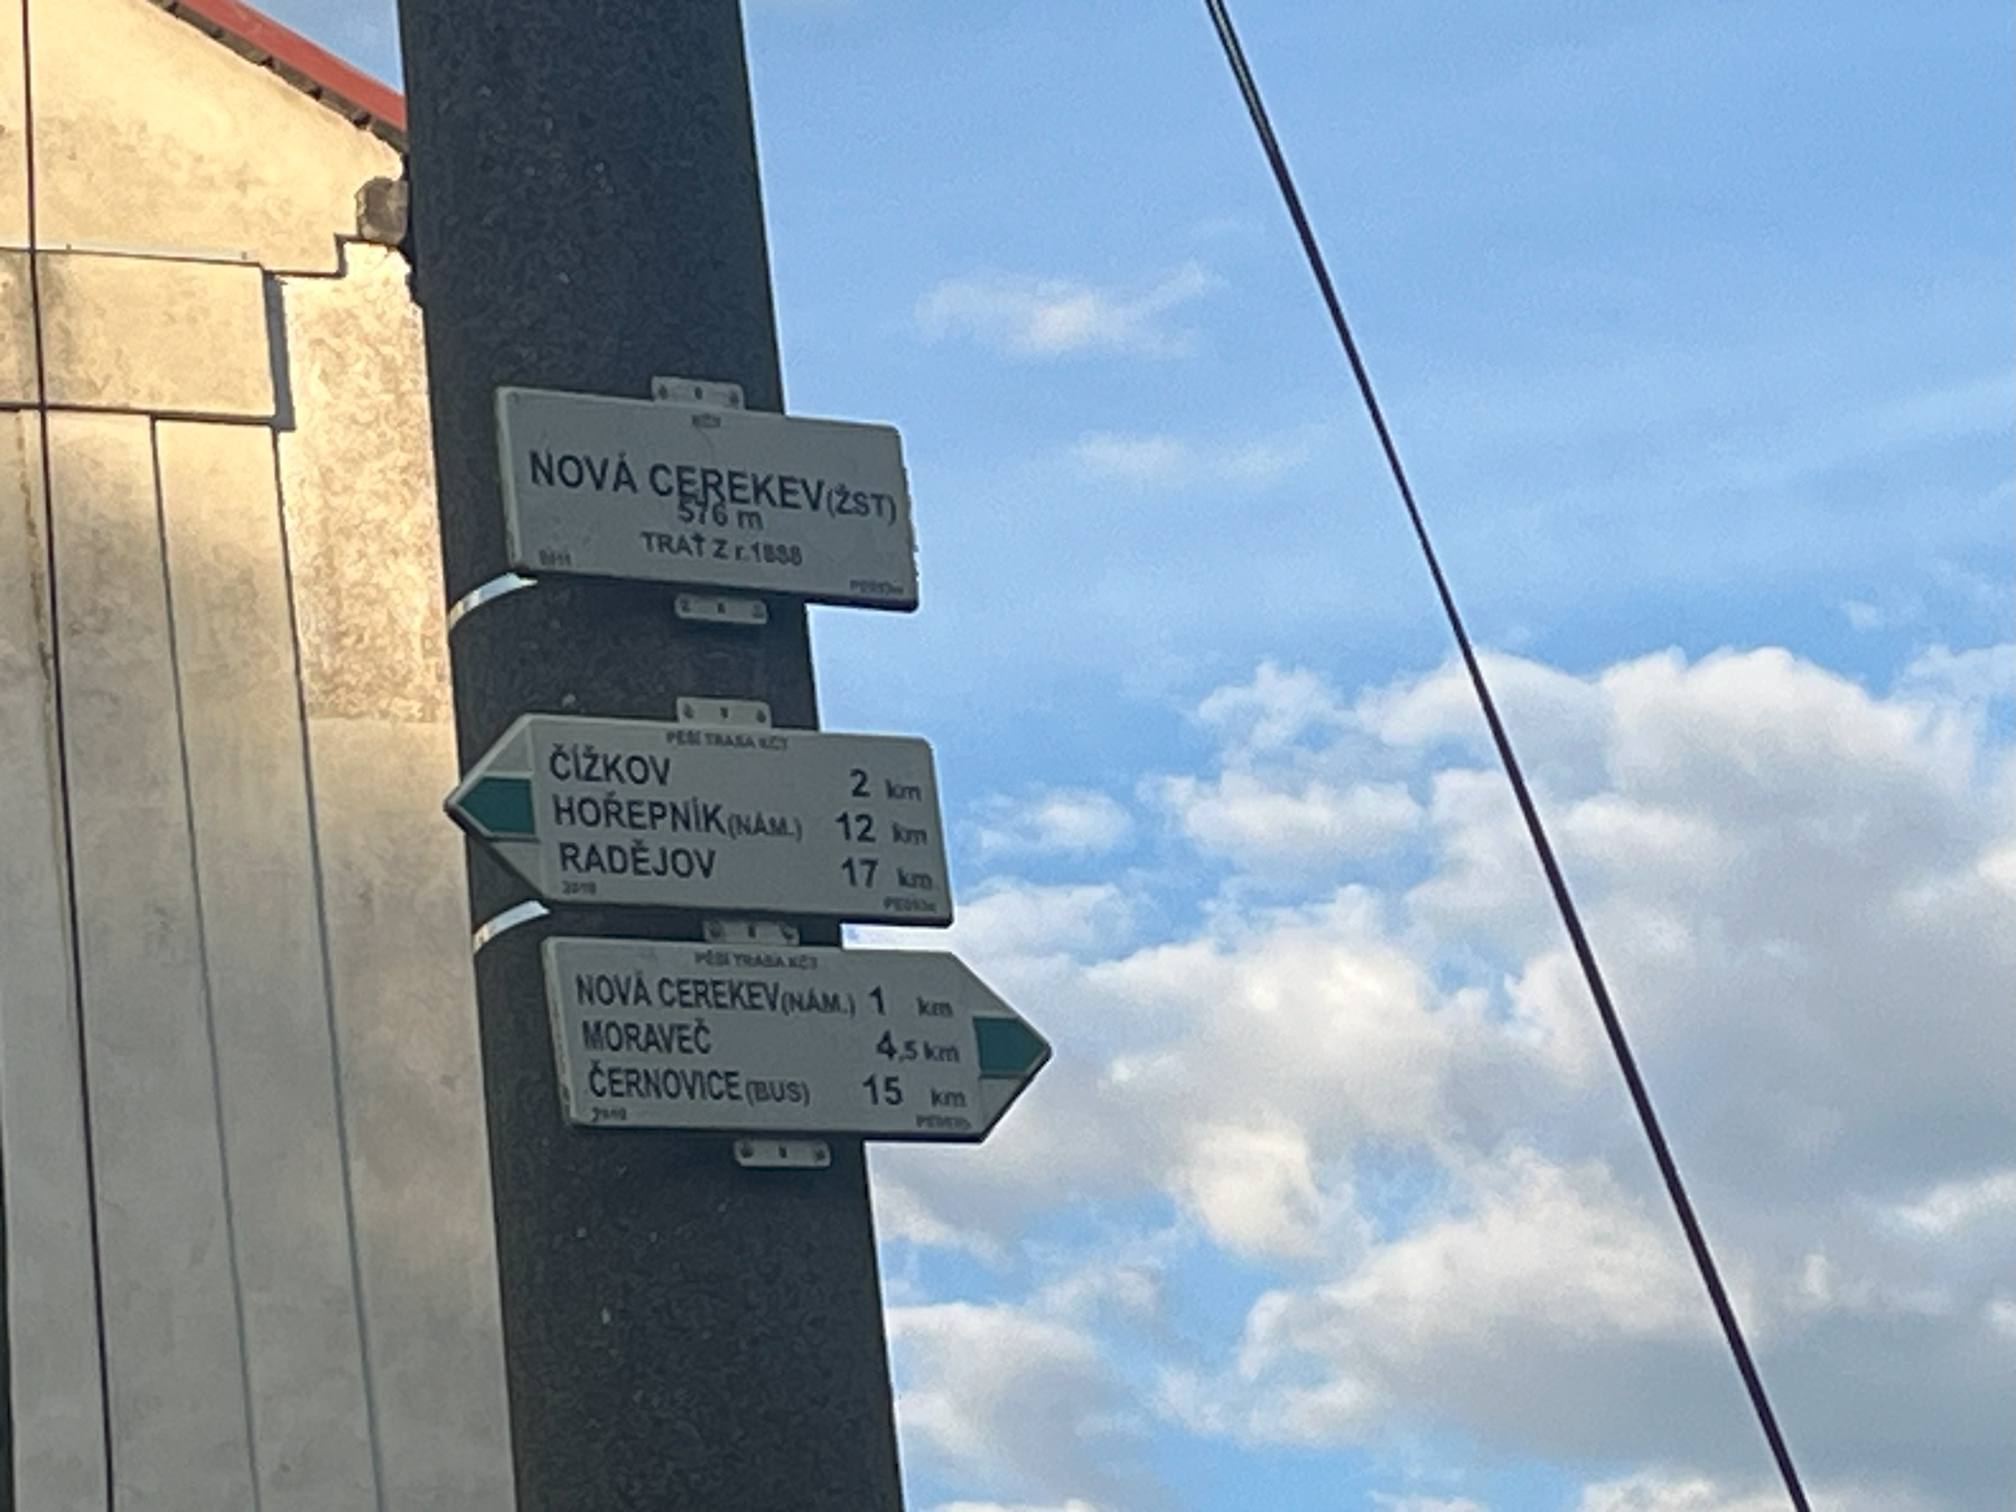 KČT
NOVÁ CEREKEV(ŽST)
576 m
TRAŤ Z r.1888
PĚŠÍ TRASA KČT
ČÍŽKOV 2 km
HOŘEPNÍK(NÁM.) 12 km
RADĚJOV 17 km
PĚŠÍ TRASA KČT
NOVÁ CEREKEV(NÁM.) 1 km
MORAVEČ 4,5 km
ČERNOVICE(BUS) 15 km